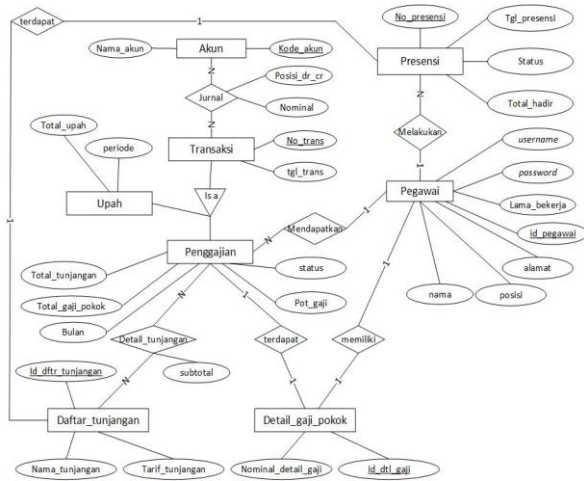 terdapat
1
Nama_akun
Akun
Kode_akun
No_presensi
Tgl_presensi
Presensi
Status
Total_hadir
N
Posisi_dr_cr
Jurnal
Nominal
N
N
Melakukan
1
Total_upah
periode
Transaksi
No_trans
tgl_trans
username
password
Pegawai
Lama_bekerja
id_pegawai
alamat
nama
posisi
Upah
Is a
1
Mendapatkan
N
Penggajian
Total_tunjangan
status
Total_gaji_pokok
Pot_gaji
Bulan
N
1
1
1
Detail_tunjangan
subtotal
terdapat
memiliki
Id_dftr_tunjangan
N
1
1
Daftar_tunjangan
Detail_gaji_pokok
Nama_tunjangan
Tarif_tunjangan
Nominal_detail_gaji
Id_dtl_gaji